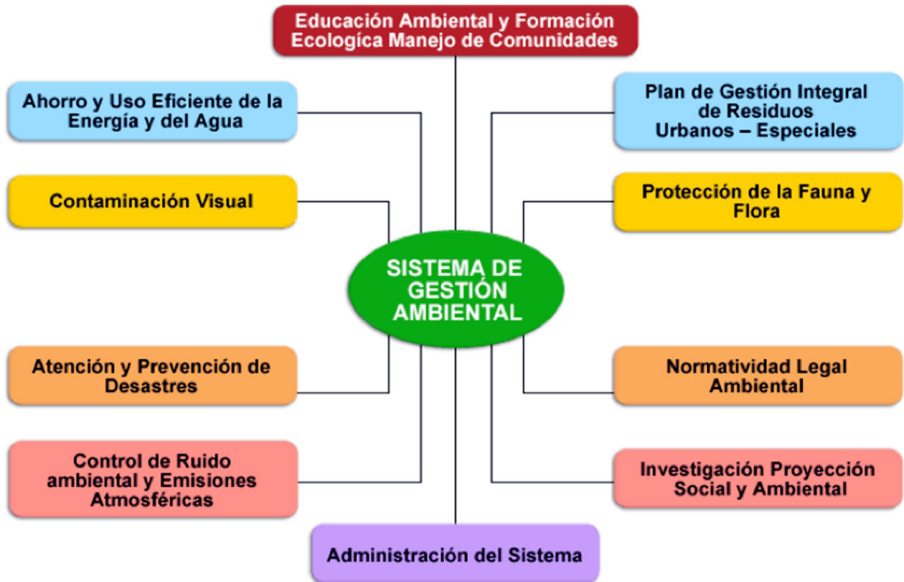 Educación Ambiental y Formación
Ecologíca Manejo de Comunidades
Ahorro y Uso Eficiente de la
Energía y del Agua
Plan de Gestión Integral
de Residuos
Urbanos – Especiales
Contaminación Visual
Protección de la Fauna y
Flora
SISTEMA DE
GESTIÓN
AMBIENTAL
Atención y Prevención de
Desastres
Normatividad Legal
Ambiental
Control de Ruido
ambiental y Emisiones
Atmosféricas
Investigación Proyección
Social y Ambiental
Administración del Sistema